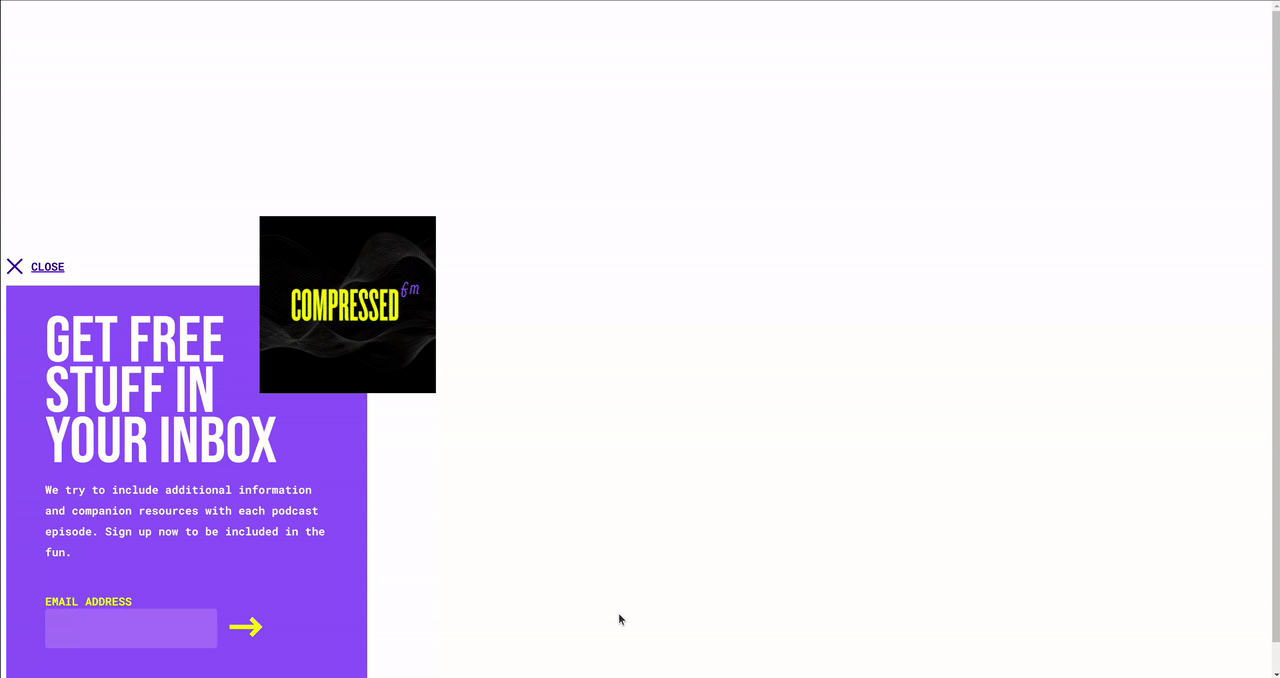 CLOSE
COMPRESSED fm
GET FREE
STUFF IN
YOUR INBOX
We try to include additional information
and companion resources with each podcast
episode. Sign up now to be included in the
fun.
EMAIL ADDRESS